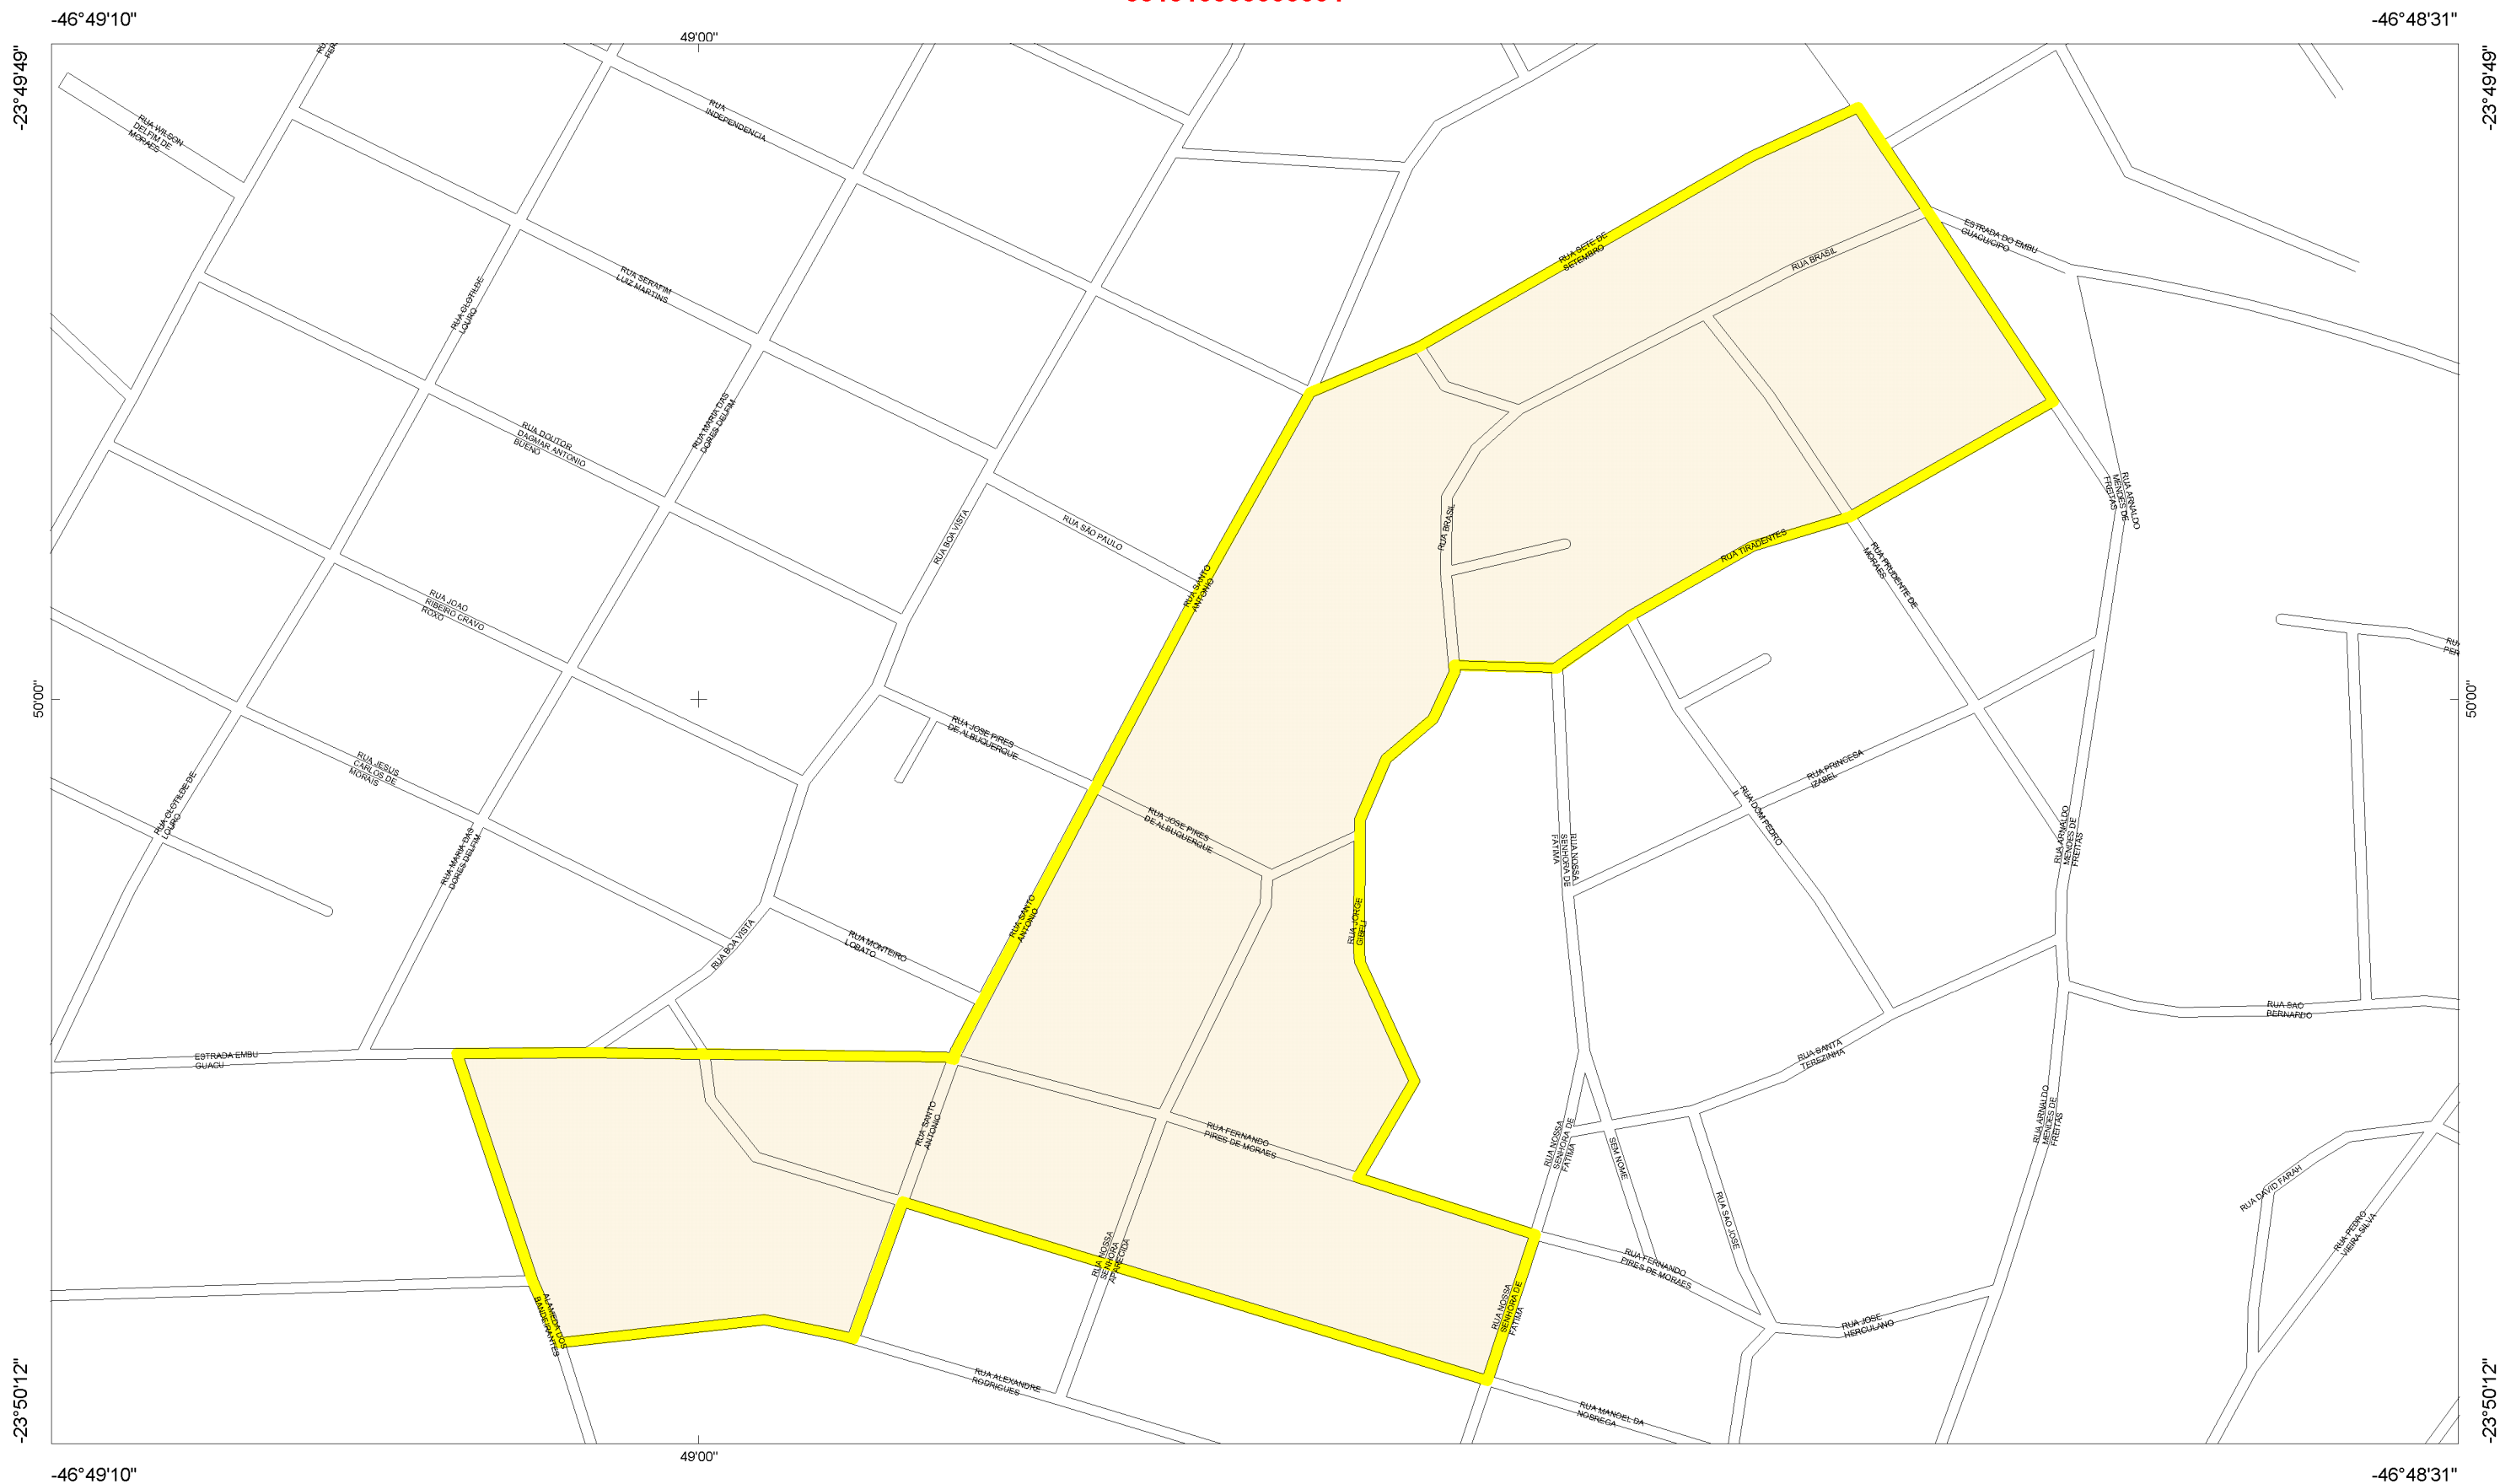 -46°49'10"
-46°48'31"
49'00"
-23°49'49"
-23°49'49"
RUA WILSON
DELFIM DE
MORAES
RUA
INDEPENDENCIA
RUA SETE DE
SETEMBRO
RUA BRASIL
ESTRADA DO EMBU
GUACU/CIPO
RUA SERAFIM
LUIZ MARTINS
RUA CLOTILDE
LOURO
RUA MARIA DAS
DORES DELFIM
RUA DOUTOR
DAGMAR ANTONIO
BUENO
RUA ARNALDO
MENDES DE
FREITAS
RUA SAO PAULO
RUA BOA VISTA
RUA BRASIL
RUA TIRADENTES
RUA PRUDENTE DE
MORAES
RUA SANTO
ANTONIO
RUA JOAO
RIBEIRO CRAVO
ROXO
50'00"
50'00"
RUA JOSE PIRES
DE ALBUQUERQUE
RUA JESUS
CARLOS DE
MORAIS
RUA PRINCESA
IZABEL
RUA DOM PEDRO
II
RUA CLOTILDE DE
LOURO
RUA MARIA DAS
DORES DELFIM
RUA JOSE PIRES
DE ALBUQUERQUE
RUA NOSSA
SENHORA DE
FATIMA
RUA ARNALDO
MENDES DE
FREITAS
RUA SANTO
ANTONIO
RUA JORGE
GIBELI
RUA BOA VISTA
RUA MONTEIRO
LOBATO
RUA SAO
BERNARDO
ESTRADA EMBU
GUACU
RUA SANTA
TEREZINHA
RUA SANTO
ANTONIO
RUA FERNANDO
PIRES DE MORAES
RUA NOSSA
SENHORA DE
FATIMA
SEM NOME
RUA ARNALDO
MENDES DE
FREITAS
RUA SAO JOSE
RUA DAVID FARAH
RUA PEDRO
VIEIRA SILVA
RUA NOSSA
SENHORA
APARECIDA
RUA FERNANDO
PIRES DE MORAES
ALAMEDA DOS
BANDEIRANTES
RUA NOSSA
SENHORA DE
FATIMA
RUA JOSE
HERCULANO
RUA ALEXANDRE
RODRIGUES
RUA MANOEL DA
NOBREGA
-23°50'12"
-23°50'12"
49'00"
-46°49'10"
-46°48'31"